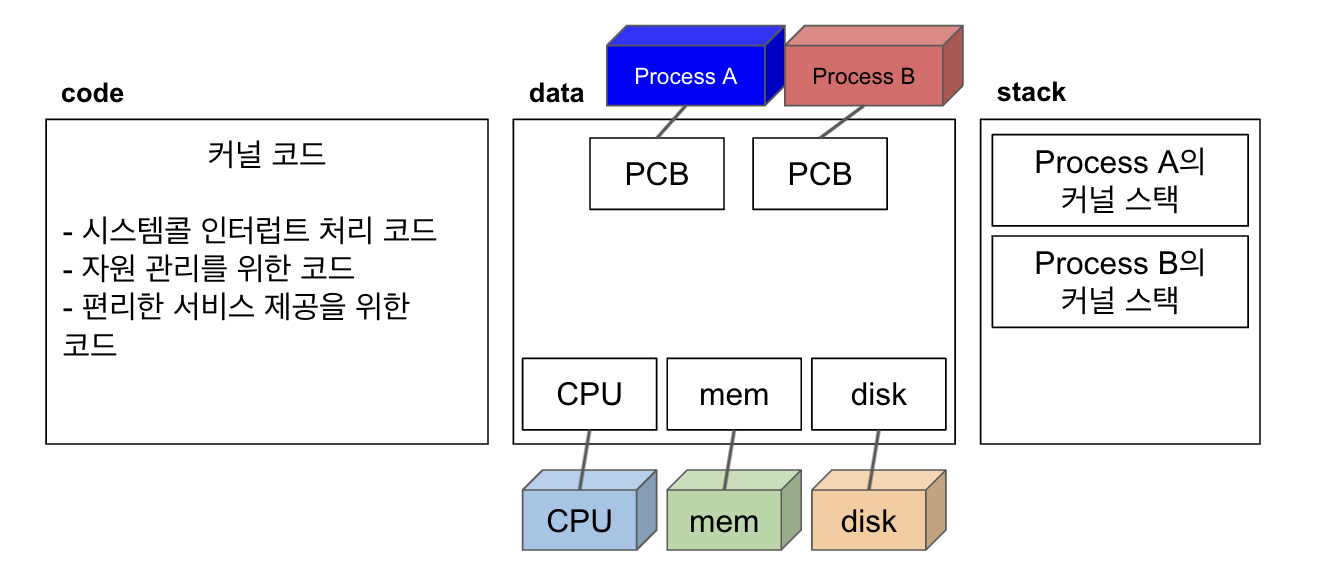 code
커널 코드
- 시스템콜 인터럽트 처리 코드
- 자원 관리를 위한 코드
- 편리한 서비스 제공을 위한
코드
data
Process A
Process B
PCB
PCB
CPU
mem
disk
CPU
mem
disk
stack
Process A의
커널 스택
Process B의
커널 스택